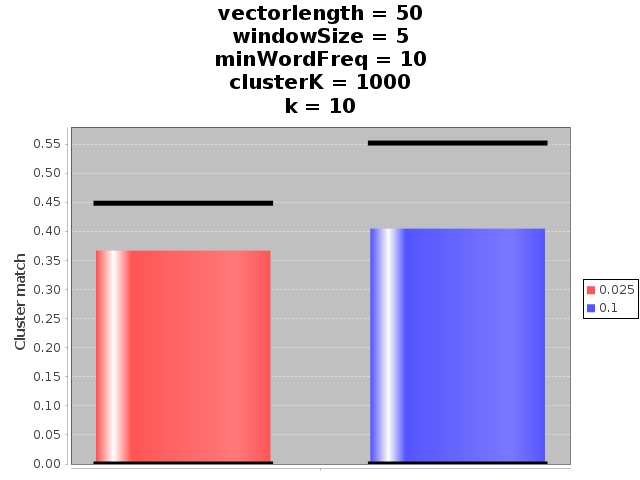 vectorlength = 50
windowSize = 5
minWordFreq = 10
clusterK = 1000
k = 10
0.55
0.50
0.45
0.40
0.35
0.30
0.25
0.20
0.15
0.10
0.05
0.00
Cluster match
0.025
0.1